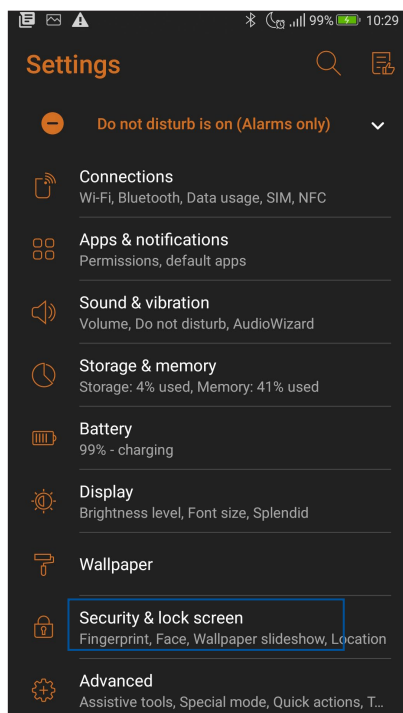 99% 10:29
Settings
Do not disturb is on (Alarms only)
Connections
Wi-Fi, Bluetooth, Data usage, SIM, NFC
Apps & notifications
Permissions, default apps
Sound & vibration
Volume, Do not disturb, AudioWizard
Storage & memory
Storage: 4% used, Memory: 41% used
Battery
99% - charging
Display
Brightness level, Font size, Splendid
Wallpaper
Security & lock screen
Fingerprint, Face, Wallpaper slideshow, Location
Advanced
Assistive tools, Special mode, Quick actions, T...